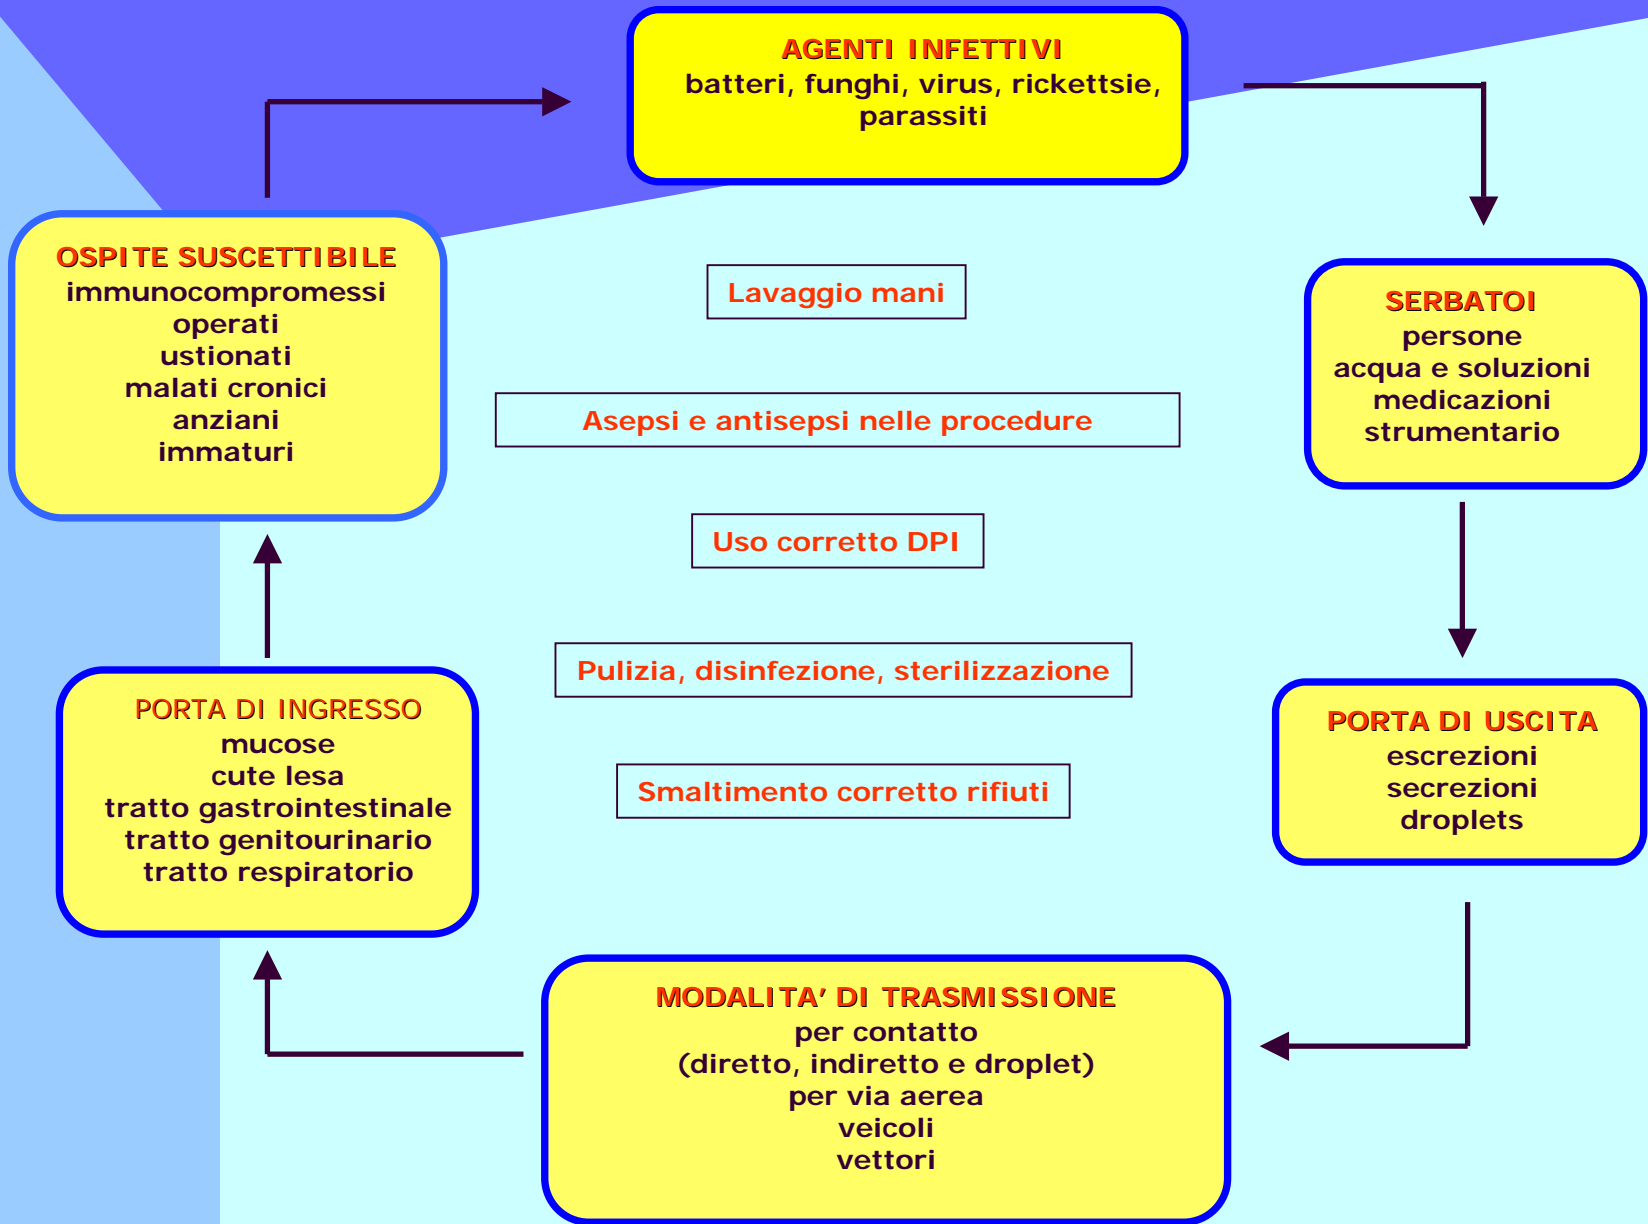 AGENTI INFETTIVI
batteri, funghi, virus, rickettsie,
parassiti
OSPITE SUSCETTIBILE
immunocompromessi
operati
ustionati
malati cronici
anziani
immaturi
Lavaggio mani
Asepsi e antisepsi nelle procedure
Uso corretto DPI
Pulizia, disinfezione, sterilizzazione
Smaltimento corretto rifiuti
SERBATOI
persone
acqua e soluzioni
medicazioni
strumentario
PORTA DI INGRESSO
mucose
cute lesa
tratto gastrointestinale
tratto genitourinario
tratto respiratorio
PORTA DI USCITA
escrezioni
secrezioni
droplets
MODALITA’ DI TRASMISSIONE
per contatto
(diretto, indiretto e droplet)
per via aerea
veicoli
vettori